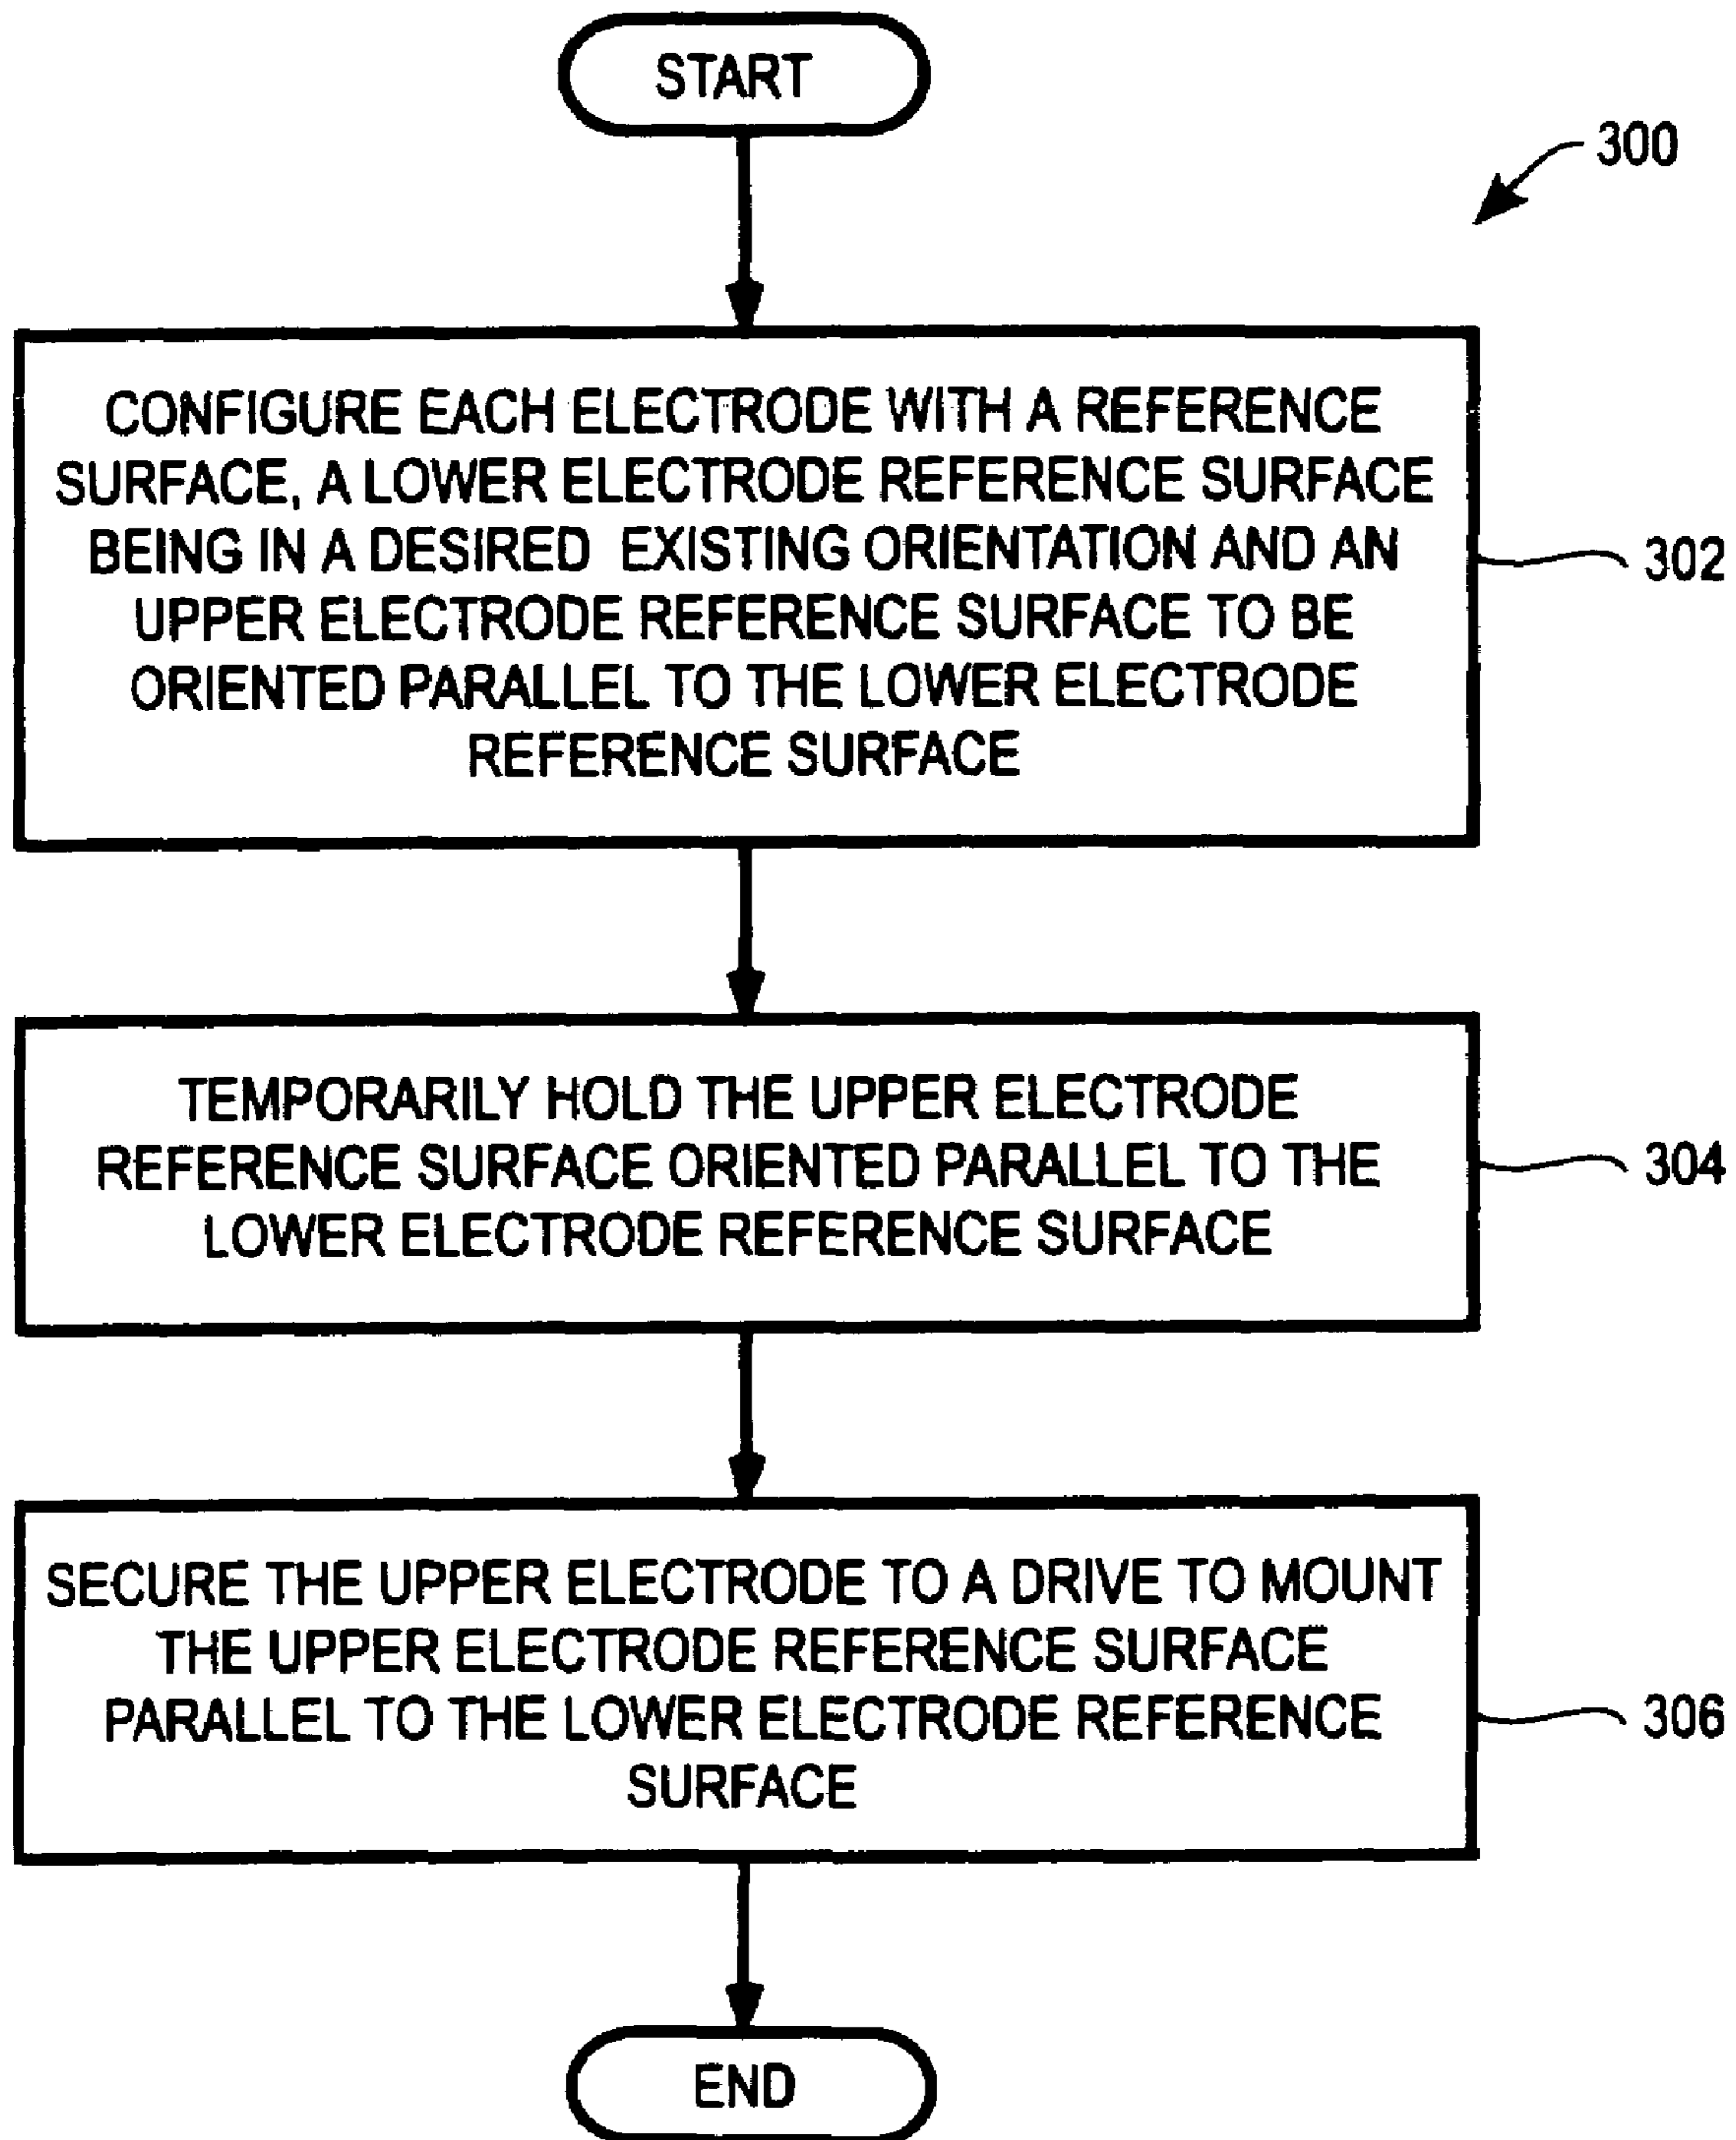 START
300
CONFIGURE EACH ELECTRODE WITH A REFERENCE
SURFACE, A LOWER ELECTRODE REFERENCE SURFACE
BEING IN A DESIRED EXISTING ORIENTATION AND AN
UPPER ELECTRODE REFERENCE SURFACE TO BE
ORIENTED PARALLEL TO THE LOWER ELECTRODE
REFERENCE SURFACE
302
TEMPORARILY HOLD THE UPPER ELECTRODE
REFERENCE SURFACE ORIENTED PARALLEL TO THE
LOWER ELECTRODE REFERENCE SURFACE
304
SECURE THE UPPER ELECTRODE TO A DRIVE TO MOUNT
THE UPPER ELECTRODE REFERENCE SURFACE
PARALLEL TO THE LOWER ELECTRODE REFERENCE
SURFACE
306
END